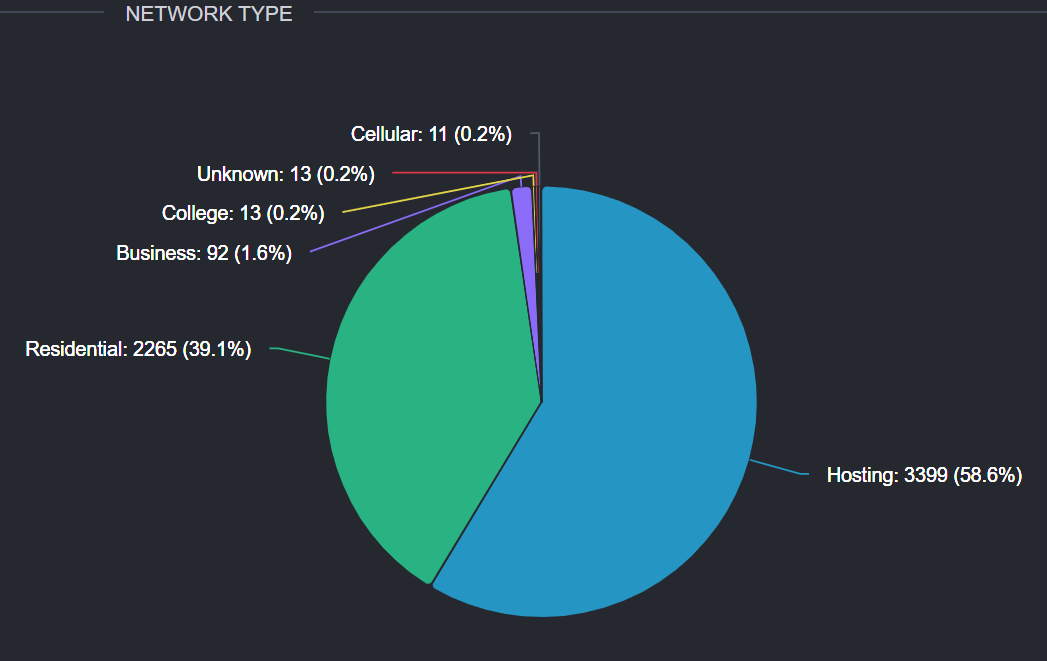 NETWORK TYPE
Cellular: 11 (0.2%)
Unknown: 13 (0.2%)
College: 13 (0.2%)
Business: 92 (1.6%)
Residential: 2265 (39.1%)
Hosting: 3399 (58.6%)